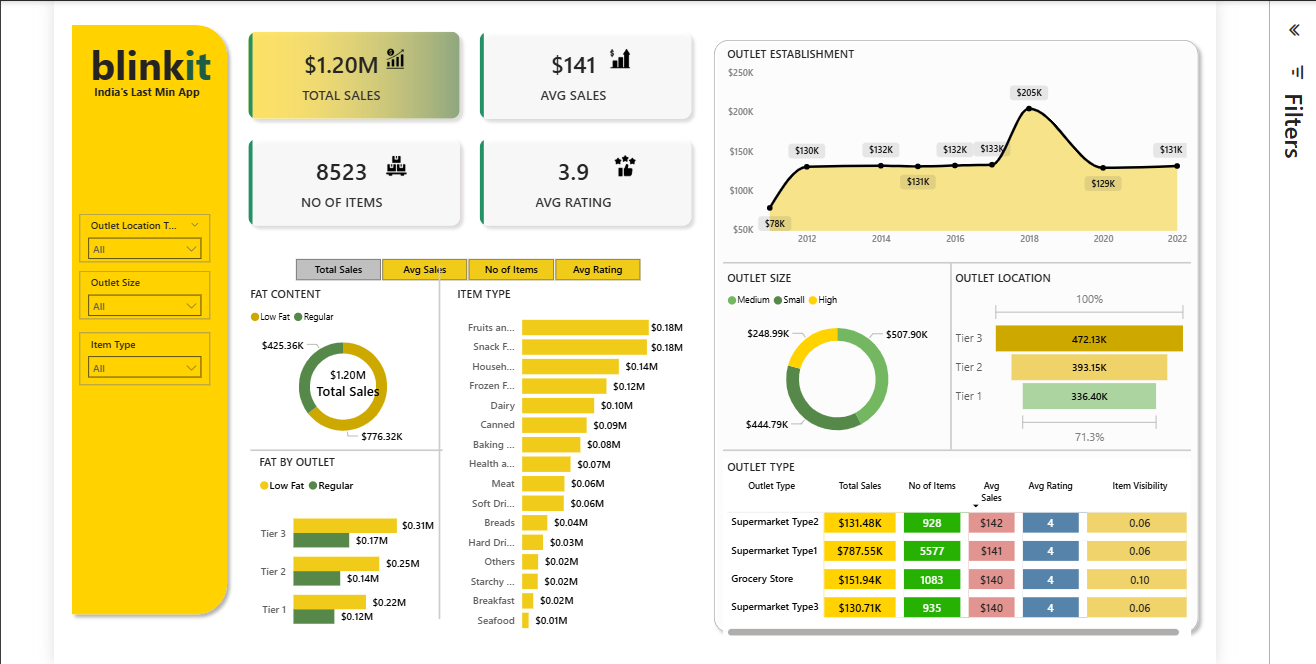 blinkit
India's Last Min App
Outlet Location T...
All
Outlet Size
All
Item Type
All
$1.20M
TOTAL SALES
$141
AVG SALES
8523
NO OF ITEMS
3.9
AVG RATING
Total Sales
Avg Sales
No of Items
Avg Rating
FAT CONTENT
Low Fat Regular
$425.36K
$1.20M
Total Sales
$776.32K
FAT BY OUTLET
Low Fat Regular
Tier 3 $0.31M
$0.17M
Tier 2 $0.25M
$0.14M
Tier 1 $0.22M
$0.12M
ITEM TYPE
Fruits an... $0.18M
Snack F... $0.18M
Househ... $0.14M
Frozen F... $0.12M
Dairy $0.10M
Canned $0.09M
Baking ... $0.08M
Health a... $0.07M
Meat $0.06M
Soft Dri... $0.06M
Breads $0.04M
Hard Dri... $0.03M
Others $0.02M
Starchy ... $0.02M
Breakfast $0.02M
Seafood $0.01M
OUTLET ESTABLISHMENT
$250K
$200K
$150K
$100K
$50K
$78K
$130K
$132K
$131K
$132K
$133K
$205K
$129K
$131K
2012 2014 2016 2018 2020 2022
OUTLET SIZE
Medium Small High
$248.99K
$507.90K
$444.79K
OUTLET LOCATION
100%
Tier 3 472.13K
Tier 2 393.15K
Tier 1 336.40K
71.3%
OUTLET TYPE
Outlet Type Total Sales No of Items Avg Sales Avg Rating Item Visibility
Supermarket Type2 $131.48K 928 $142 4 0.06
Supermarket Type1 $787.55K 5577 $141 4 0.06
Grocery Store $151.94K 1083 $140 4 0.10
Supermarket Type3 $130.71K 935 $140 4 0.06
Filters